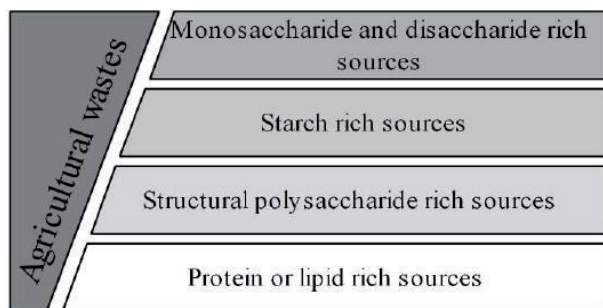 Agricultural wastes
Monosaccharide and disaccharide rich
sources
Starch rich sources
Structural polysaccharide rich sources
Protein or lipid rich sources